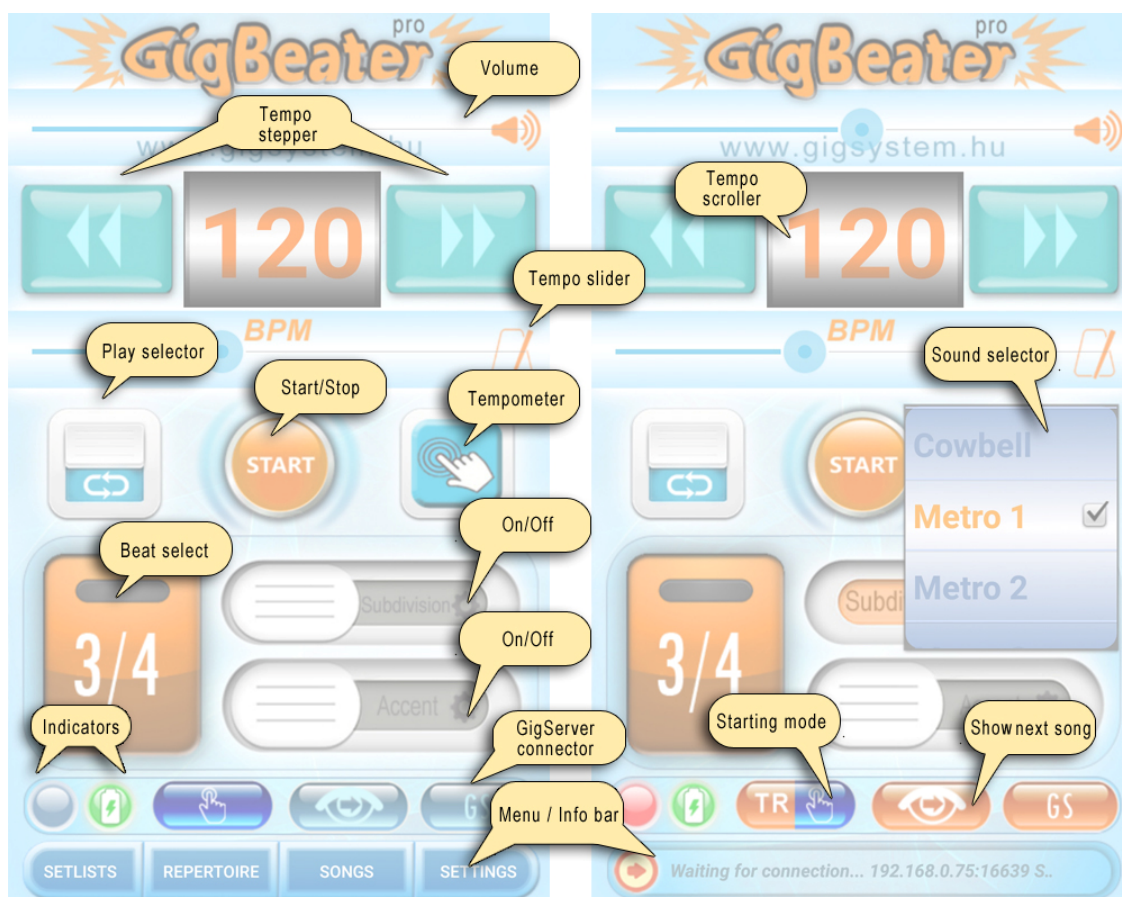 pro
GigBeater
Volume
Tempo
stepper
www.gigsystem.hu
120
Tempo slider
BPM
Play selector
Start/Stop
Tempometer
START
On/Off
Beat select
Subdivision
3/4
On/Off
Accent
Indicators
GigServer
connector
GS
Menu / Info bar
SETLISTS
REPERTOIRE
SONGS
SETTINGS
pro
GigBeater
www.gigsystem.hu
Tempo
scroller
120
BPM
Sound selector
START
Cowbell
Metro 1
Metro 2
Subdi
3/4
Starting mode
Show next song
TR
GS
Waiting for connection... 192.168.0.75:16639 S..